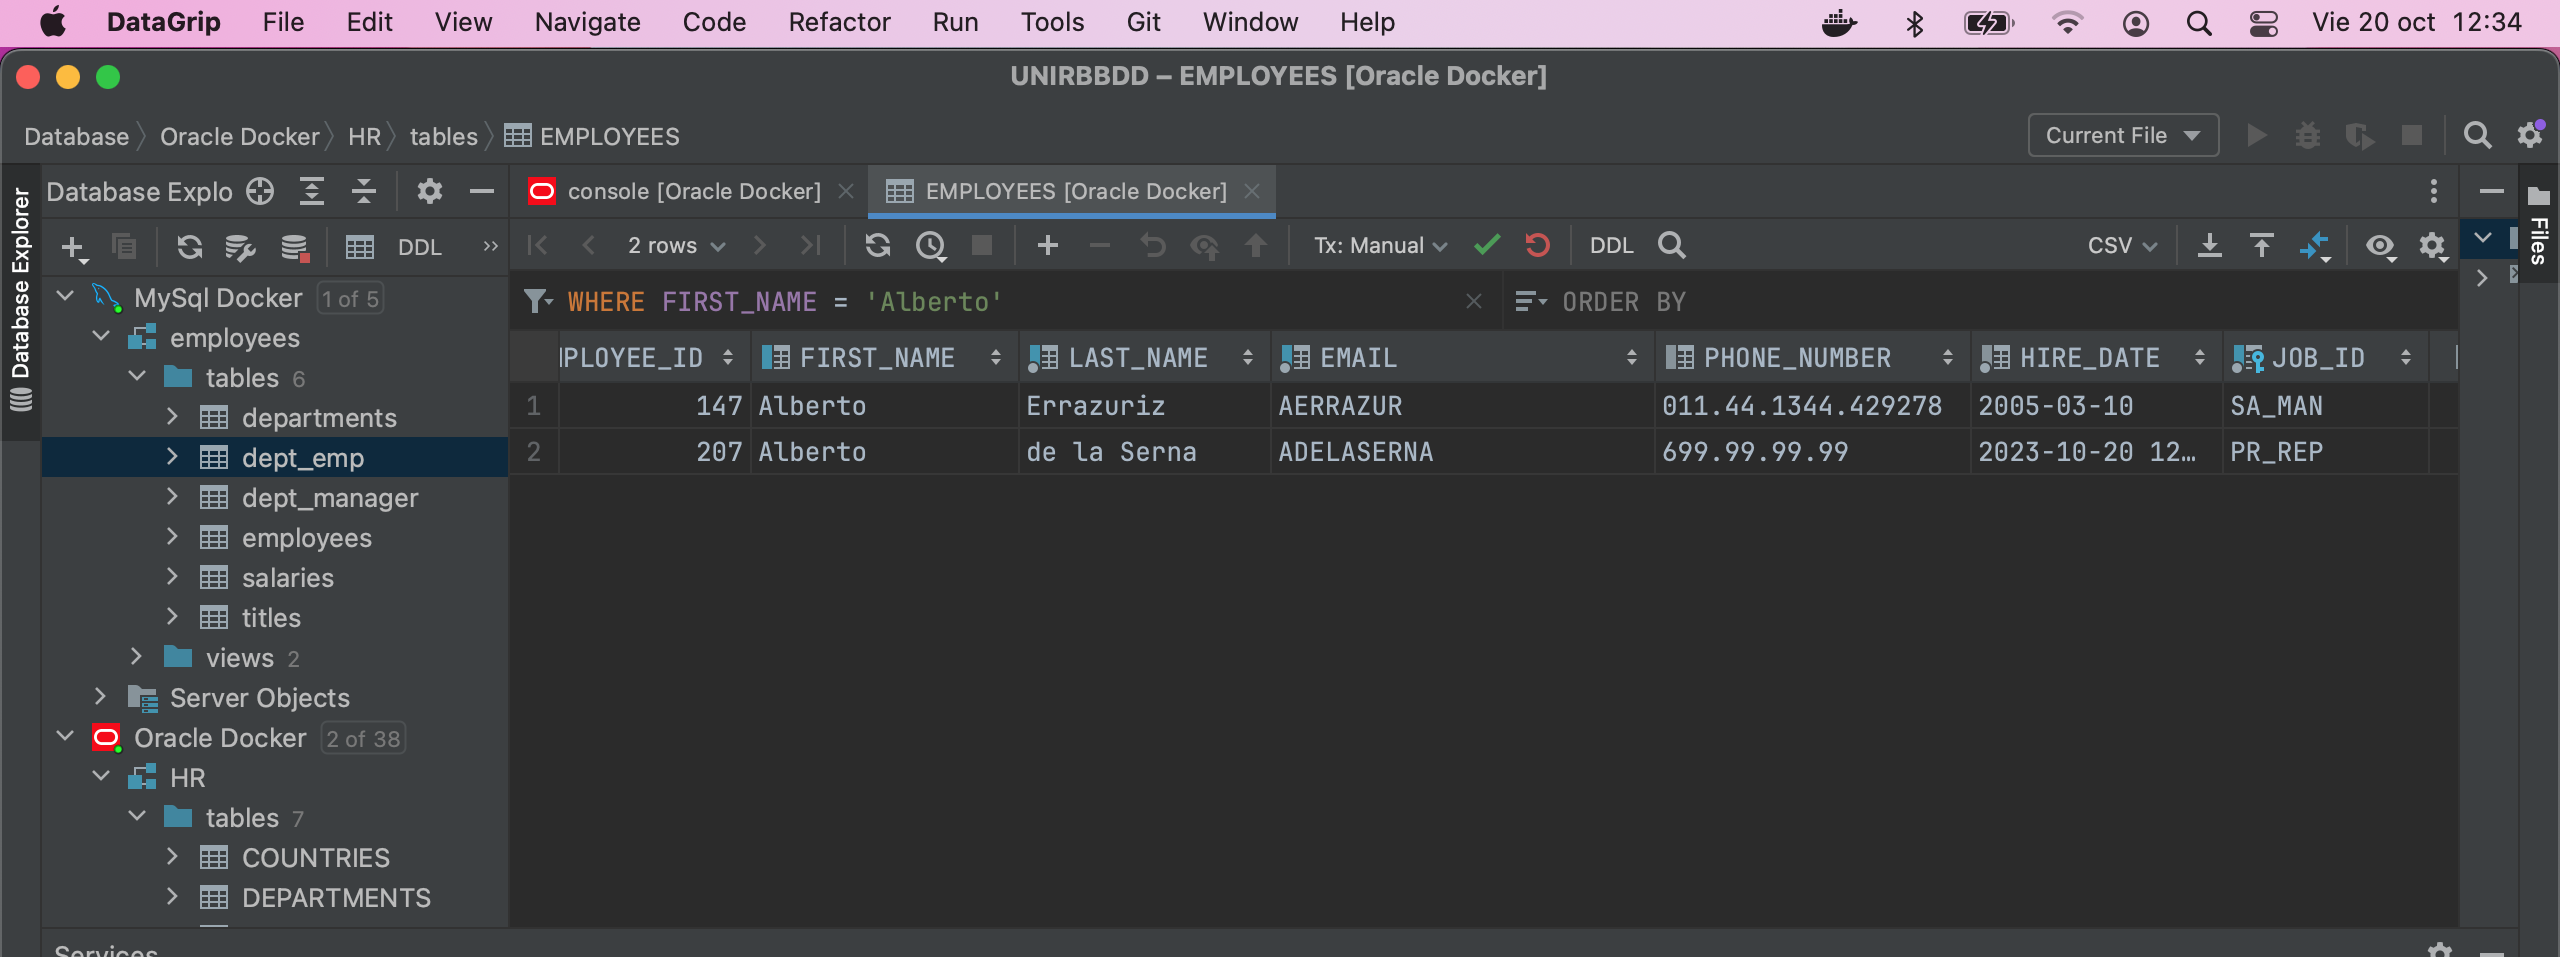 DataGrip File Edit View Navigate Code Refactor Run Tools Git Window Help Vie 20 oct 12:34
UNIRBBDD – EMPLOYEES [Oracle Docker]
Database Oracle Docker HR tables EMPLOYEES Current File
Database Explorer
Database Explo
console [Oracle Docker] EMPLOYEES [Oracle Docker]
Files
DDL
2 rows Tx: Manual DDL CSV
WHERE FIRST_NAME = 'Alberto' ORDER BY
MPLOYEE_ID FIRST_NAME LAST_NAME EMAIL PHONE_NUMBER HIRE_DATE JOB_ID
1 147 Alberto Errazuriz AERRAZUR 011.44.1344.429278 2005-03-10 SA_MAN
2 207 Alberto de la Serna ADELASERNA 699.99.99.99 2023-10-20 12… PR_REP
MySql Docker 1 of 5
employees
tables 6
departments
dept_emp
dept_manager
employees
salaries
titles
views 2
Server Objects
Oracle Docker 2 of 38
HR
tables 7
COUNTRIES
DEPARTMENTS
Services